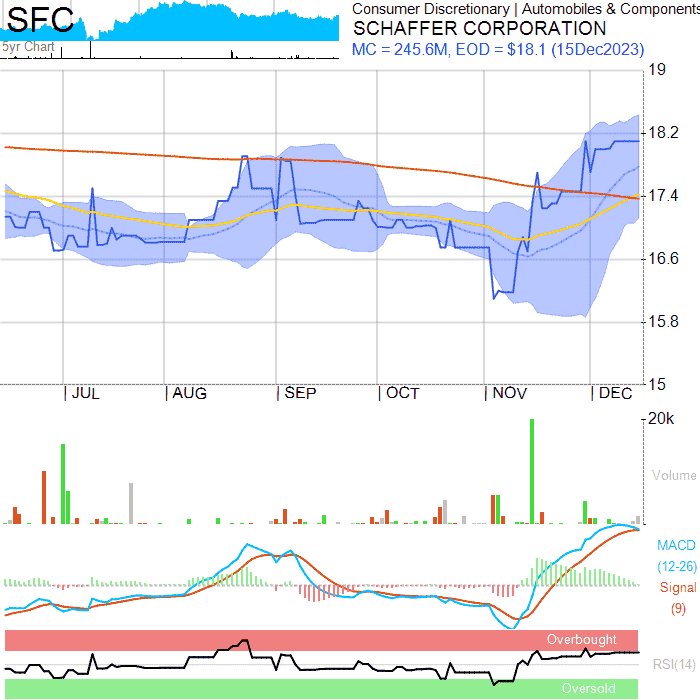 SFC
5yr Chart
Consumer Discretionary | Automobiles & Components
SCHAFFER CORPORATION
MC = 245.6M, EOD = $18.1 (15Dec2023)
19
18.2
17.4
16.6
15.8
15
| JUL | AUG | SEP | OCT | NOV | DEC
20k
Volume
MACD
(12-26)
Signal
(9)
Overbought
RSI(14)
Oversold